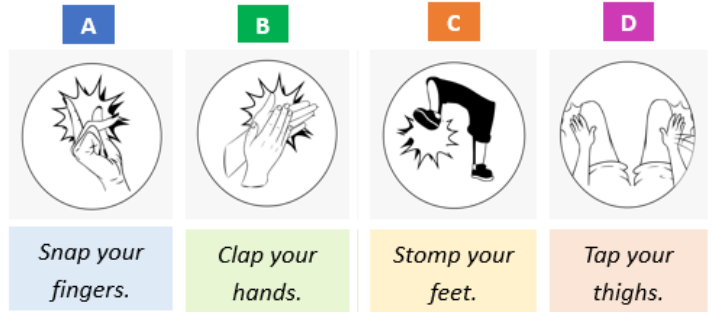 A
B
C
D
Snap your
fingers.
Clap your
hands.
Stomp your
feet.
Tap your
thighs.